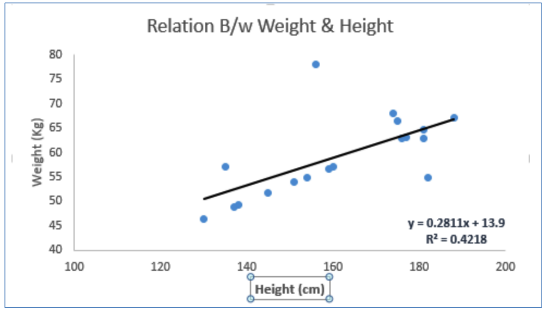 Relation B/w Weight & Height
80
75
70
65
60
55
50
45
40
Weight (Kg)
y = 0.2811x + 13.9
R² = 0.4218
100 120 140 160 180 200
Height (cm)